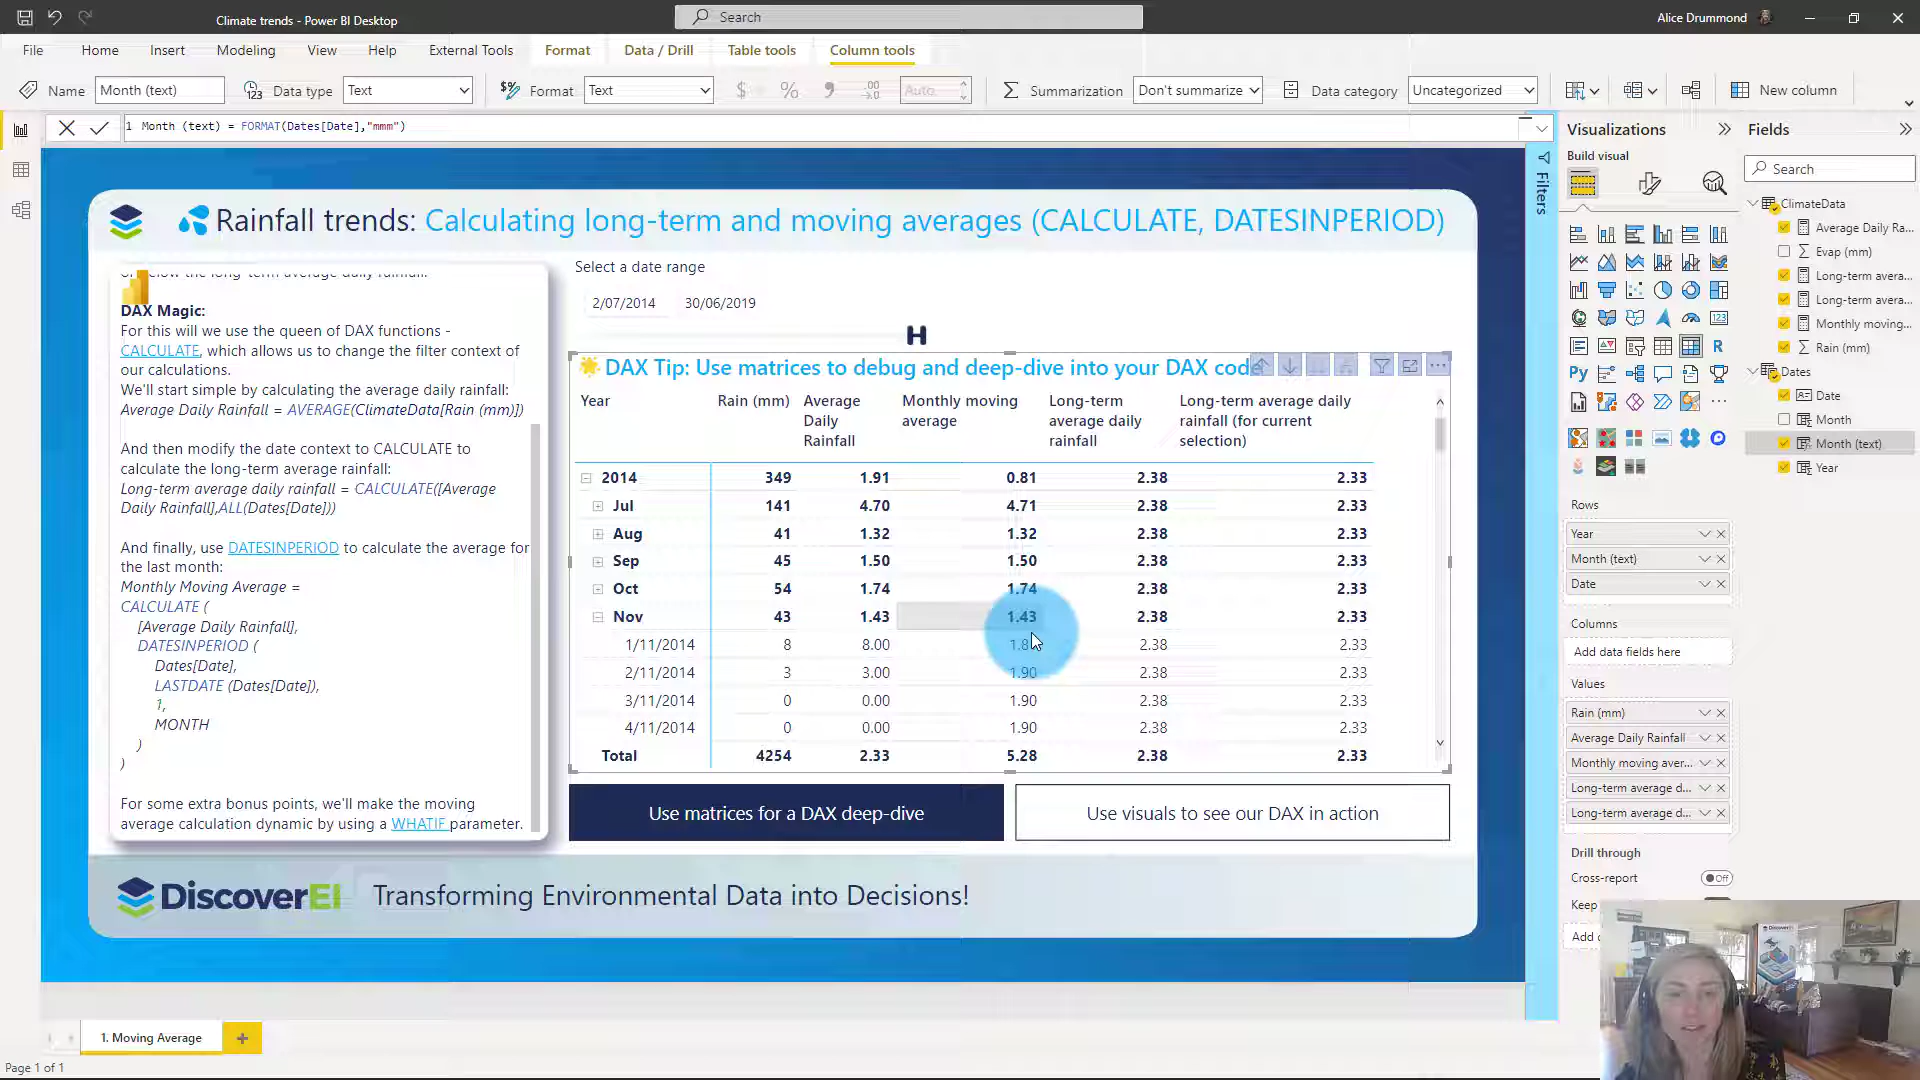 Climate trends - Power BI Desktop
Search
Alice Drummond
File
Home
Insert
Modeling
View
Help
External Tools
Format
Data / Drill
Table tools
Column tools
Name
Month (text)
Data type
Text
Format
Text
$
%
Auto
Summarization
Don't summarize
Data category
Uncategorized
New column
1 Month (text) = FORMAT(Dates[Date],"mmm")
Rainfall trends: Calculating long-term and moving averages (CALCULATE, DATESINPERIOD)
or below the long-term average daily rainfall.
DAX Magic:
For this will we use the queen of DAX functions -
CALCULATE, which allows us to change the filter context of
our calculations.
We'll start simple by calculating the average daily rainfall:
Average Daily Rainfall = AVERAGE(ClimateData[Rain (mm)])
And then modify the date context to CALCULATE to
calculate the long-term average rainfall:
Long-term average daily rainfall = CALCULATE([Average
Daily Rainfall],ALL(Dates[Date]))
And finally, use DATESINPERIOD to calculate the average for
the last month:
Monthly Moving Average =
CALCULATE (
[Average Daily Rainfall],
DATESINPERIOD (
Dates[Date],
LASTDATE (Dates[Date]),
1,
MONTH
)
)
For some extra bonus points, we'll make the moving
average calculation dynamic by using a WHATIF parameter.
Select a date range
2/07/2014 30/06/2019
DAX Tip: Use matrices to debug and deep-dive into your DAX code
Year
Rain (mm)
Average Daily Rainfall
Monthly moving average
Long-term average daily rainfall
Long-term average daily rainfall (for current selection)
2014 349 1.91 0.81 2.38 2.33
Jul 141 4.70 4.71 2.38 2.33
Aug 41 1.32 1.32 2.38 2.33
Sep 45 1.50 1.50 2.38 2.33
Oct 54 1.74 1.74 2.38 2.33
Nov 43 1.43 1.43 2.38 2.33
1/11/2014 8 8.00 2.38 2.33
2/11/2014 3 3.00 1.90 2.38 2.33
3/11/2014 0 0.00 1.90 2.38 2.33
4/11/2014 0 0.00 1.90 2.38 2.33
Total 4254 2.33 5.28 2.38 2.33
Use matrices for a DAX deep-dive
Use visuals to see our DAX in action
DiscoverEI
Transforming Environmental Data into Decisions!
1. Moving Average
Page 1 of 1
Filters
Visualizations
Build visual
Rows
Year
Month (text)
Date
Columns
Add data fields here
Values
Rain (mm)
Average Daily Rainfall
Monthly moving aver...
Long-term average d...
Long-term average d...
Drill through
Cross-report
Off
Keep
Add
Fields
Search
ClimateData
Average Daily Ra...
Evap (mm)
Long-term avera...
Long-term avera...
Monthly moving...
Rain (mm)
Dates
Date
Month
Month (text)
Year